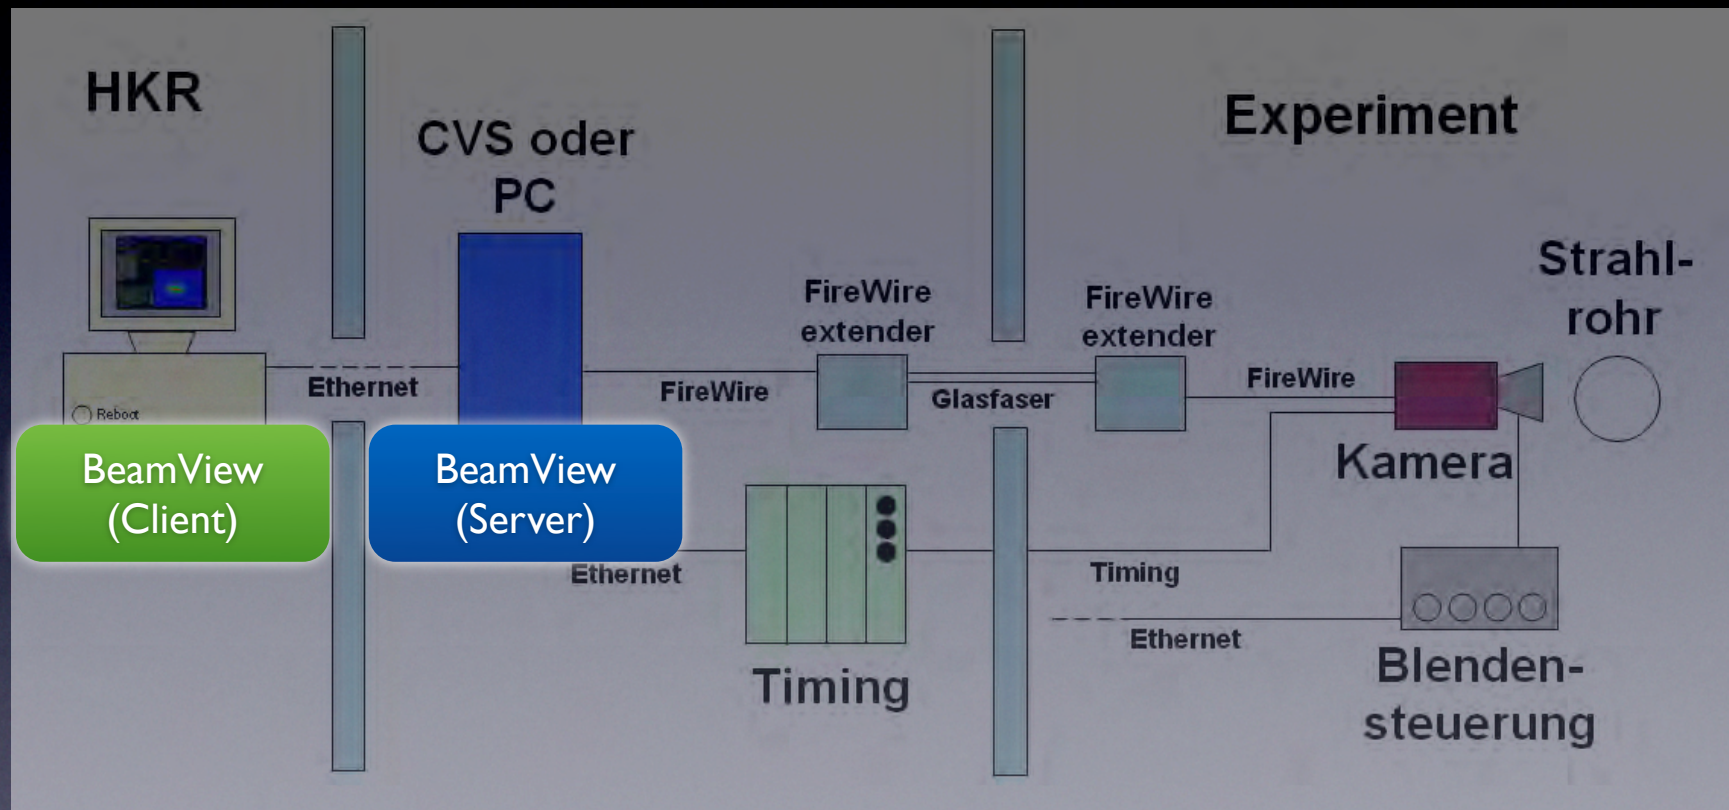 HKR
CVS oder
PC
Experiment
Strahl-
rohr
FireWire
extender
FireWire
extender
Ethernet
FireWire
Glasfaser
FireWire
Reboot
Kamera
BeamView
(Client)
BeamView
(Server)
Ethernet
Timing
Timing
Ethernet
Blenden-
steuerung